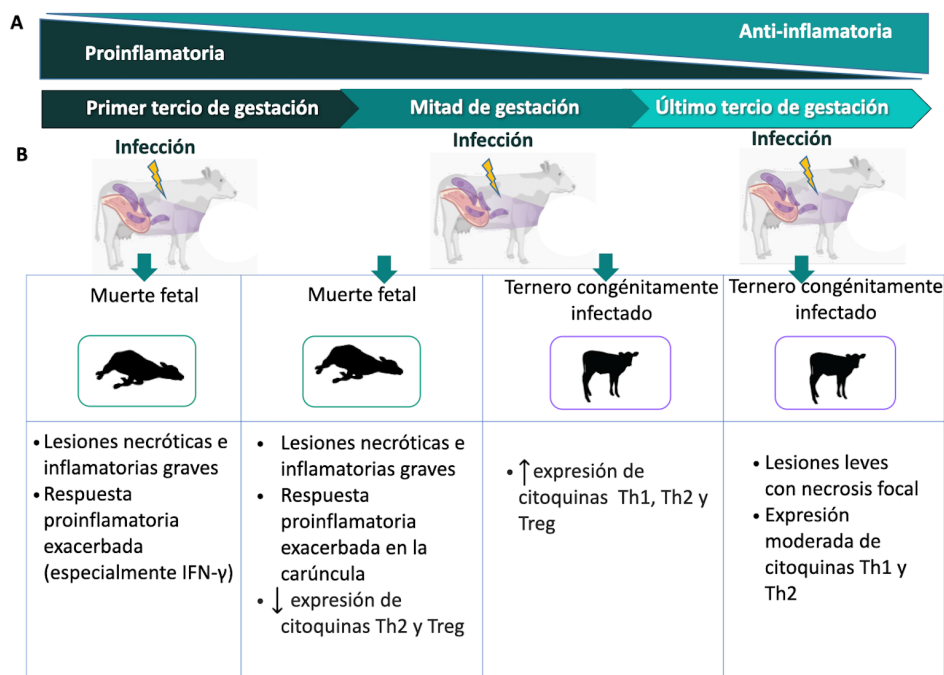 A
Anti-inflamatoria
Proinflamatoria
Primer tercio de gestación
Mitad de gestación
Último tercio de gestación
B
Infección
Infección
Infección
Muerte fetal
Muerte fetal
Ternero congénitamente
infectado
Ternero congénitamente
infectado
• Lesiones necróticas e
inflamatorias graves
• Respuesta
proinflamatoria
exacerbada
(especialmente IFN-γ)
• Lesiones necróticas e
inflamatorias graves
• Respuesta
proinflamatoria
exacerbada en la
carúncula
• ↓ expresión de
citoquinas Th2 y Treg
• ↑ expresión de
citoquinas Th1, Th2 y
Treg
• Lesiones leves
con necrosis focal
• Expresión
moderada de
citoquinas Th1 y
Th2